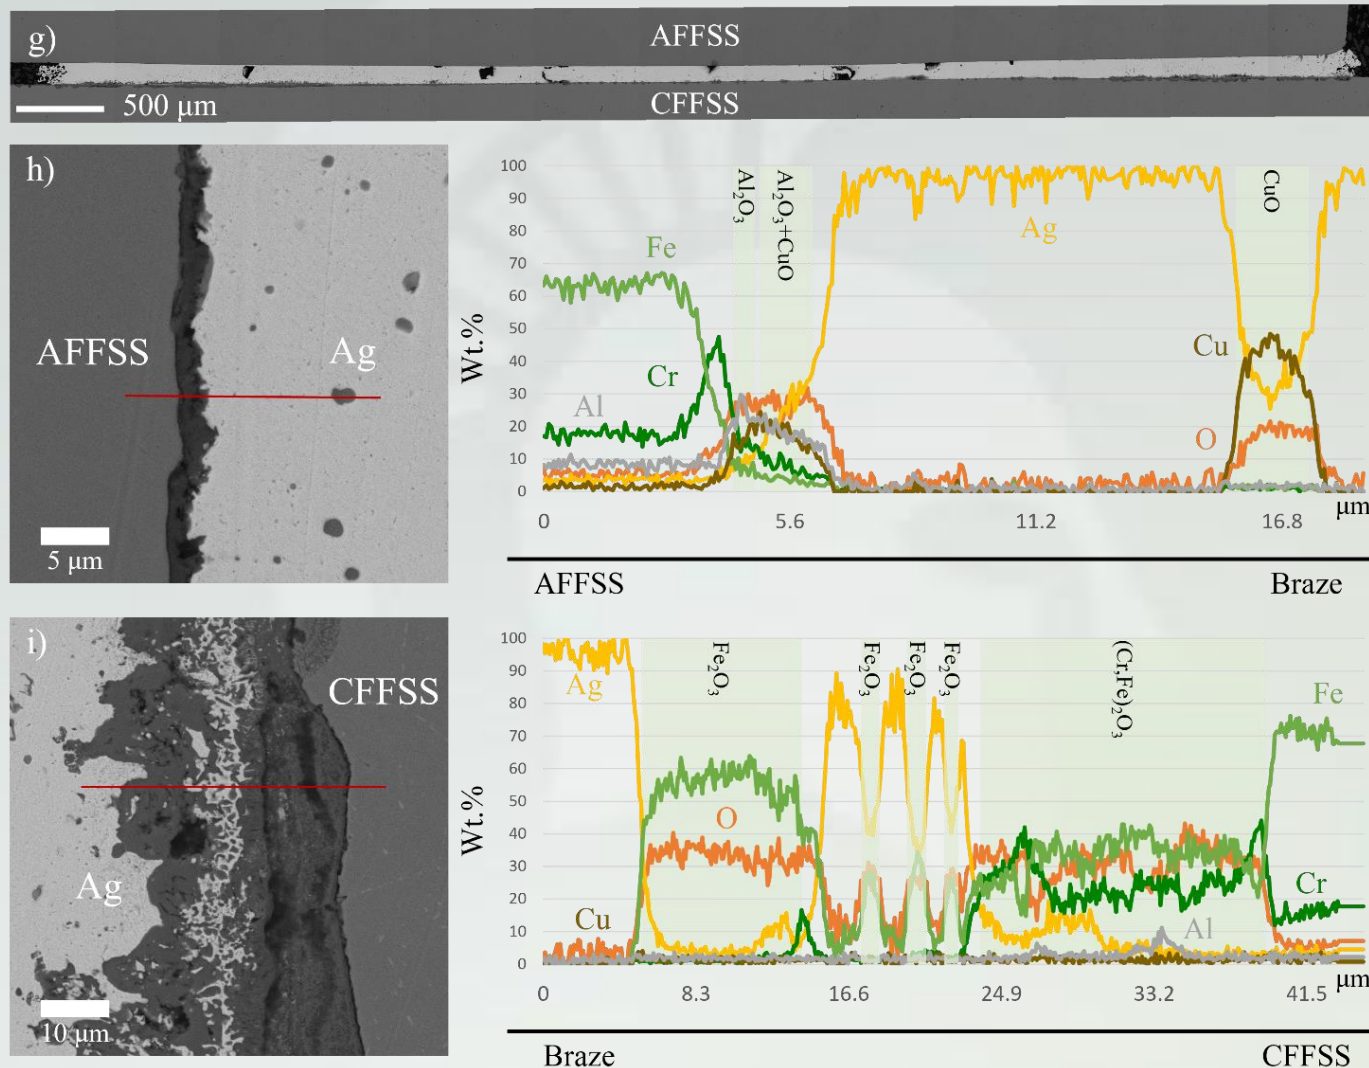 g)
AFFSS
CFFSS
500 μm
h)
AFFSS
Ag
5 μm
Wt.%
100
90
80
70
60
50
40
30
20
10
0
Fe
Cr
Al
Al₂O₃
Al₂O₃+CuO
Ag
CuO
Cu
O
0
5.6
11.2
16.8
μm
AFFSS
Braze
i)
CFFSS
Ag
10 μm
Wt.%
100
90
80
70
60
50
40
30
20
10
0
Ag
Cu
O
Fe₂O₃
Fe₂O₃
Fe₂O₃
Fe₂O₃
(Cr,Fe)₂O₃
Al
Fe
Cr
0
8.3
16.6
24.9
33.2
41.5
μm
Braze
CFFSS